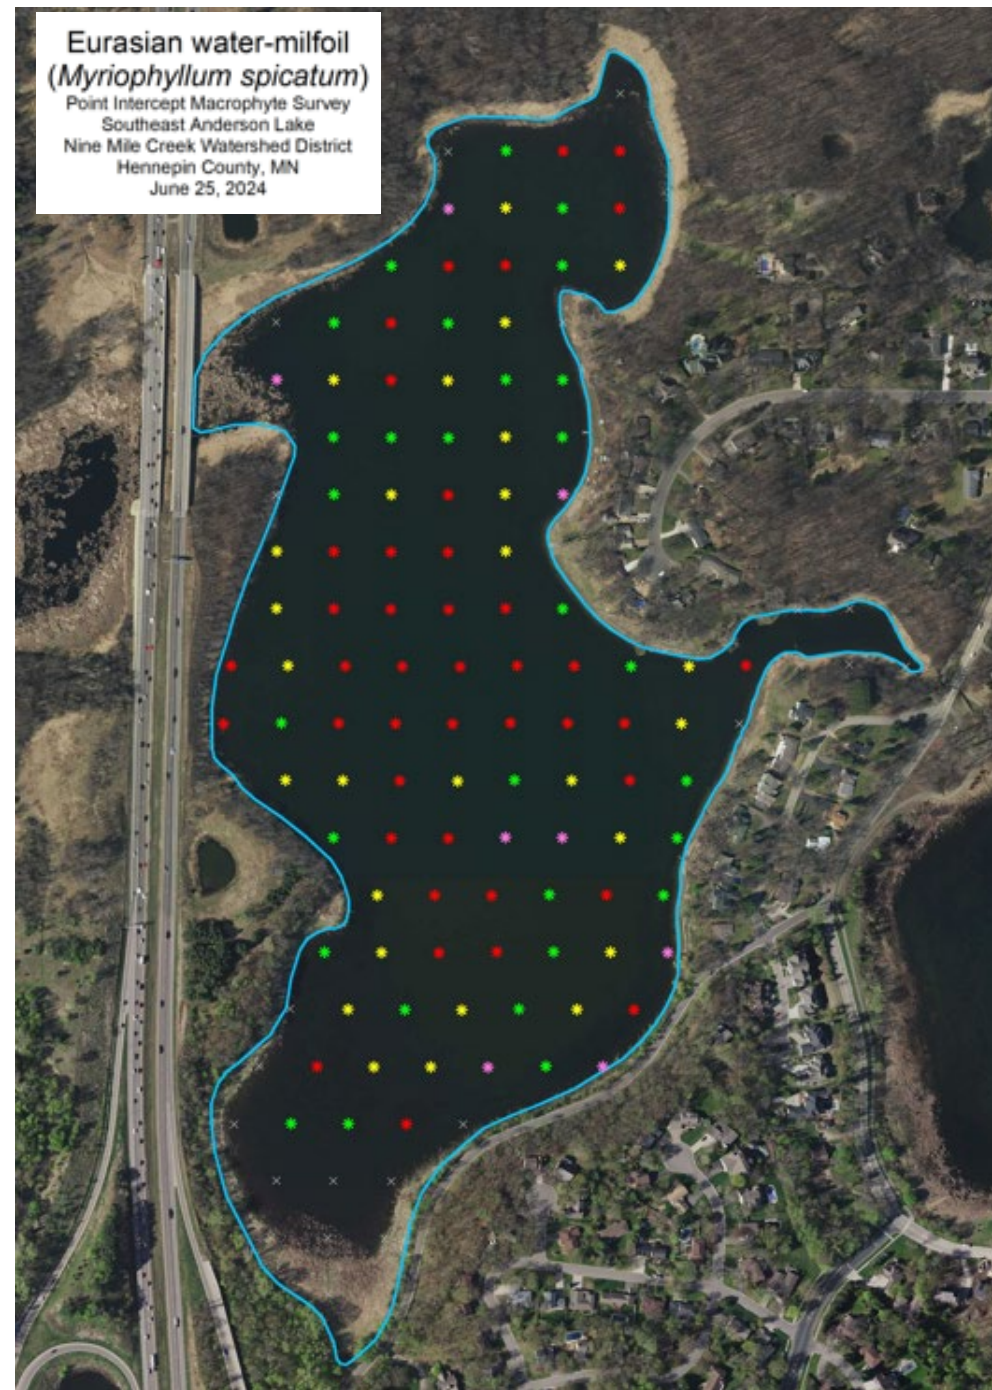 Eurasian water-milfoil
(Myriophyllum spicatum)
Point Intercept Macrophyte Survey
Southeast Anderson Lake
Nine Mile Creek Watershed District
Hennepin County, MN
June 25, 2024